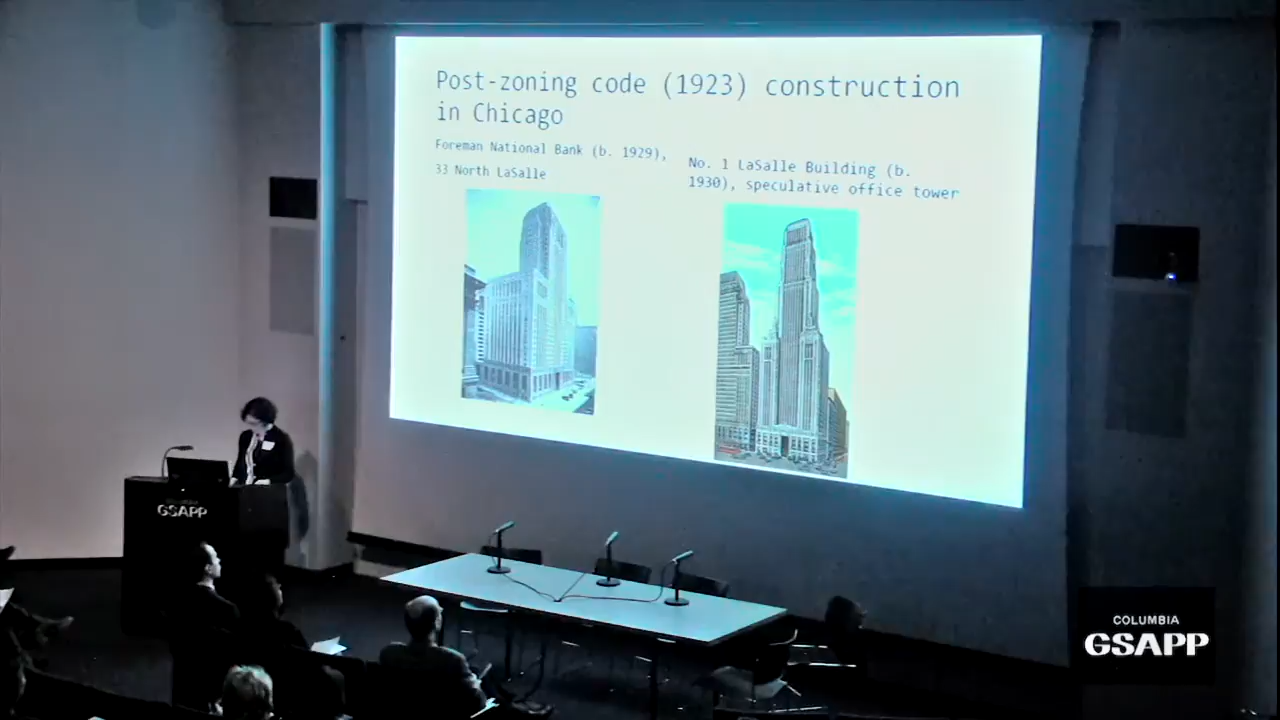 Post-zoning code (1923) construction
in Chicago
Foreman National Bank (b. 1929),
33 North LaSalle
No. 1 LaSalle Building (b.
1930), speculative office tower
GSAPP
COLUMBIA
GSAPP